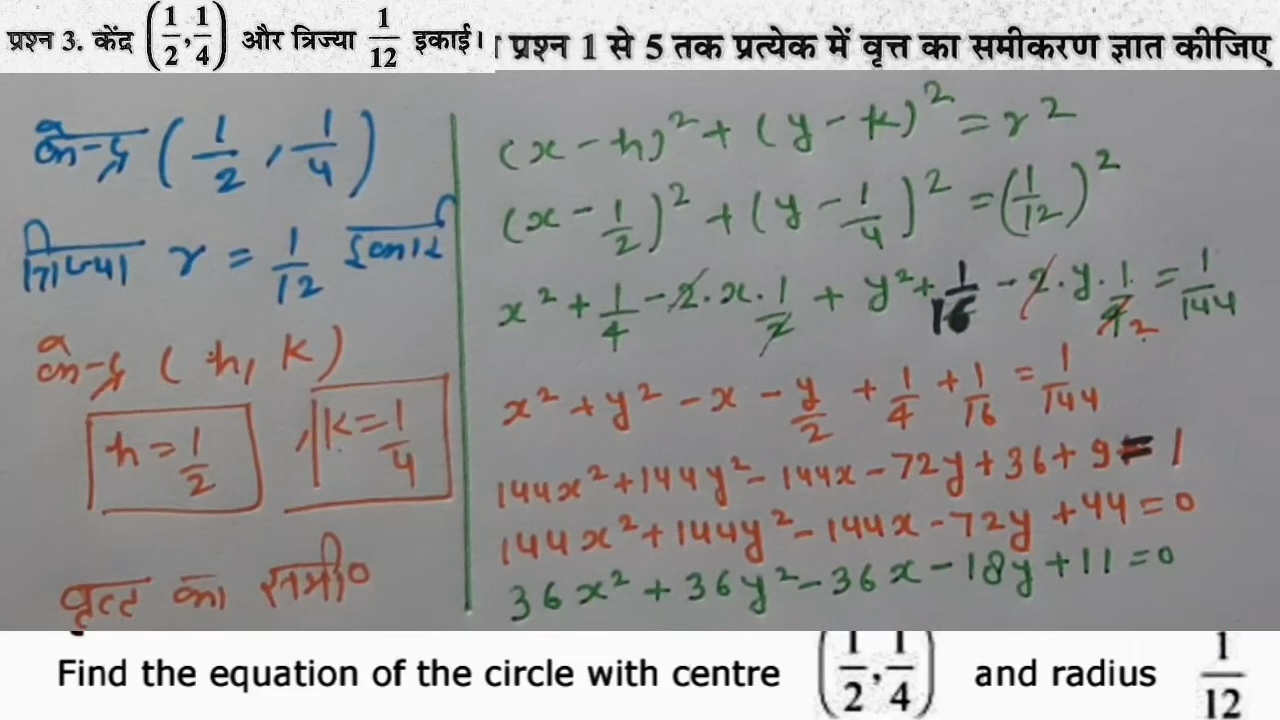 प्रश्न 3. केंद्र (1/2, 1/4) और त्रिज्या 1/12 इकाई।
प्रश्न 1 से 5 तक प्रत्येक में वृत्त का समीकरण ज्ञात कीजिए
केन्द्र (1/2, 1/4)
त्रिज्या r = 1/12 इकाई
केन्द्र (h, k)
h = 1/2, k = 1/4
वृत्त का समी०
(x - h)² + (y - k)² = r²
(x - 1/2)² + (y - 1/4)² = (1/12)²
x² + 1/4 - 2.x.1/2 + y² + 1/16 - 2.y.1/4 2 = 1/144
x² + y² - x - y/2 + 1/4 + 1/16 = 1/144
144x² + 144y² - 144x - 72y + 36 + 9 = 1
144x² + 144y² - 144x - 72y + 44 = 0
36x² + 36y² - 36x - 18y + 11 = 0
Find the equation of the circle with centre (1/2, 1/4) and radius 1/12